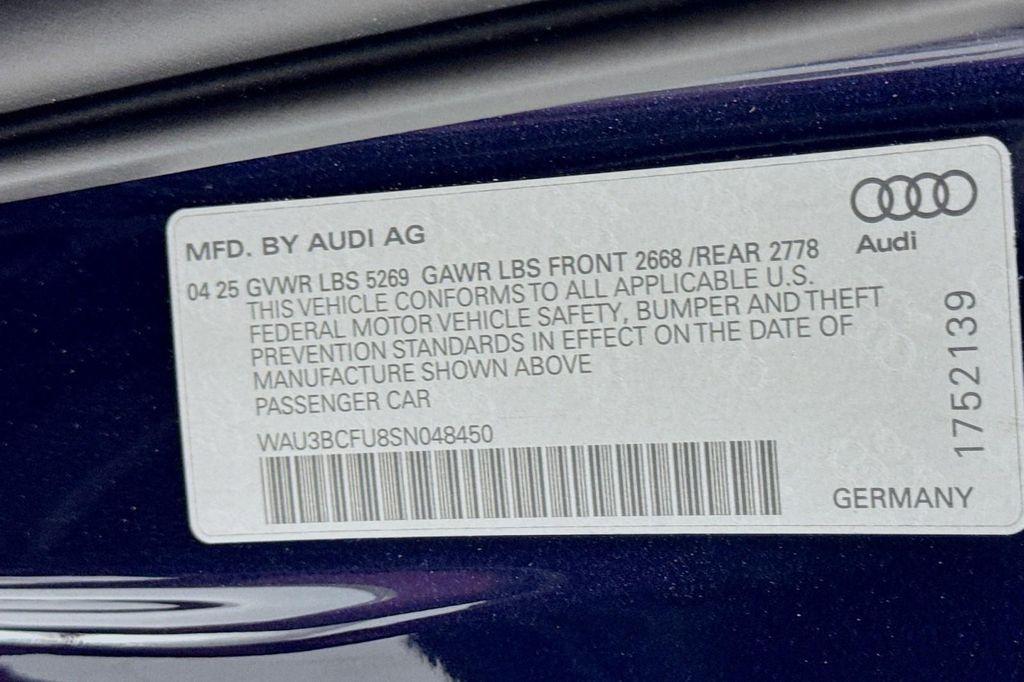 MFD. BY AUDI AG
Audi
04 25 GVWR LBS 5269 GAWR LBS FRONT 2668 /REAR 2778
THIS VEHICLE CONFORMS TO ALL APPLICABLE U.S.
FEDERAL MOTOR VEHICLE SAFETY, BUMPER AND THEFT
PREVENTION STANDARDS IN EFFECT ON THE DATE OF
MANUFACTURE SHOWN ABOVE
PASSENGER CAR
WAU3BCFU8SN048450
GERMANY
1752139